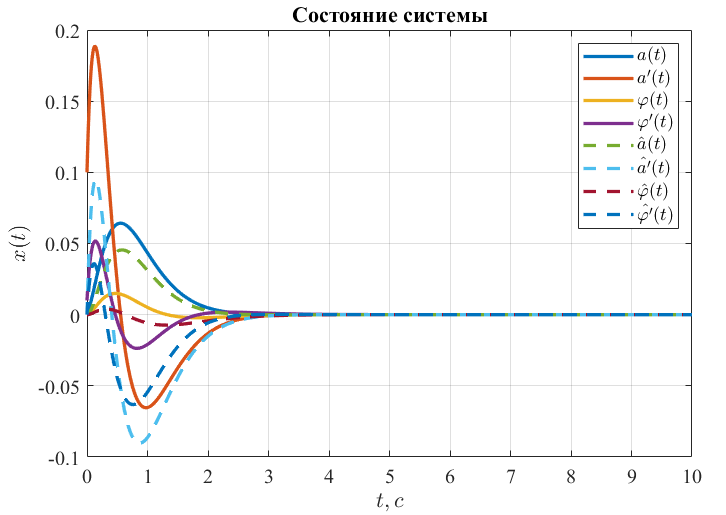 Состояние системы
0.2
0.15
0.1
0.05
0
-0.05
-0.1
x(t)
0 1 2 3 4 5 6 7 8 9 10
t, c
a(t)
a′(t)
φ(t)
φ′(t)
â(t)
â′(t)
φ̂(t)
φ̂′(t)